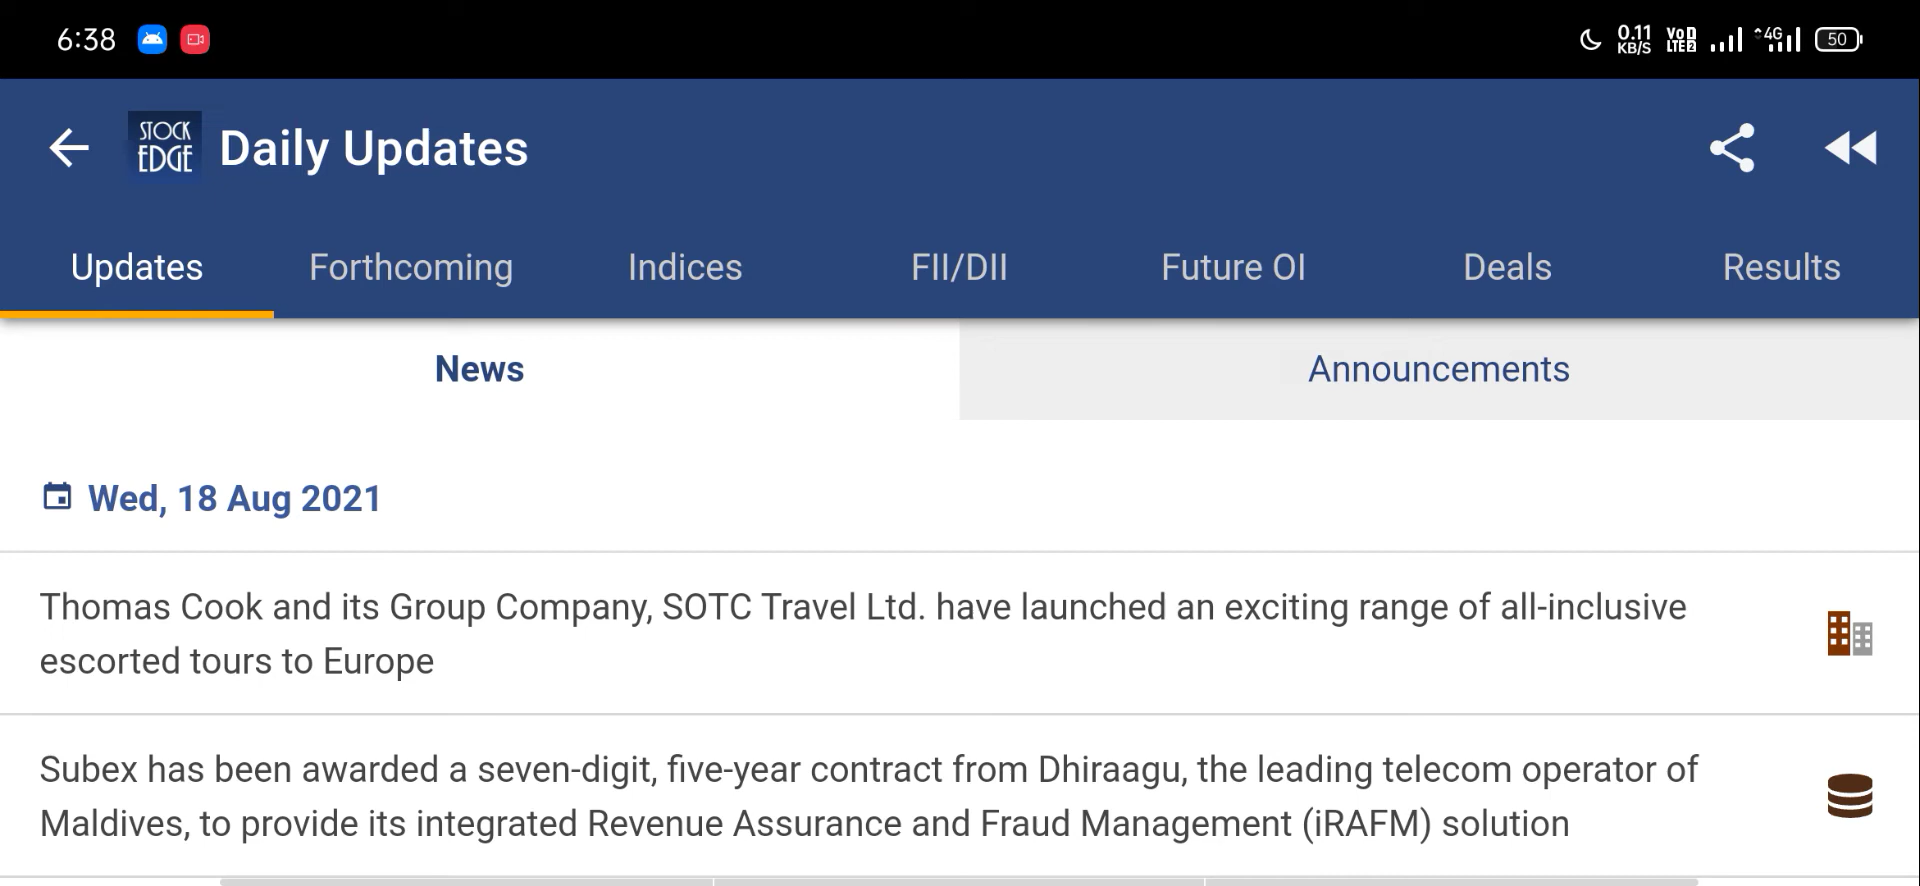 6:38
0.11 KB/S
Vo LTE 2
4G
50
STOCK EDGE
Daily Updates
Updates
Forthcoming
Indices
FII/DII
Future OI
Deals
Results
News
Announcements
Wed, 18 Aug 2021
Thomas Cook and its Group Company, SOTC Travel Ltd. have launched an exciting range of all-inclusive
escorted tours to Europe
Subex has been awarded a seven-digit, five-year contract from Dhiraagu, the leading telecom operator of
Maldives, to provide its integrated Revenue Assurance and Fraud Management (iRAFM) solution